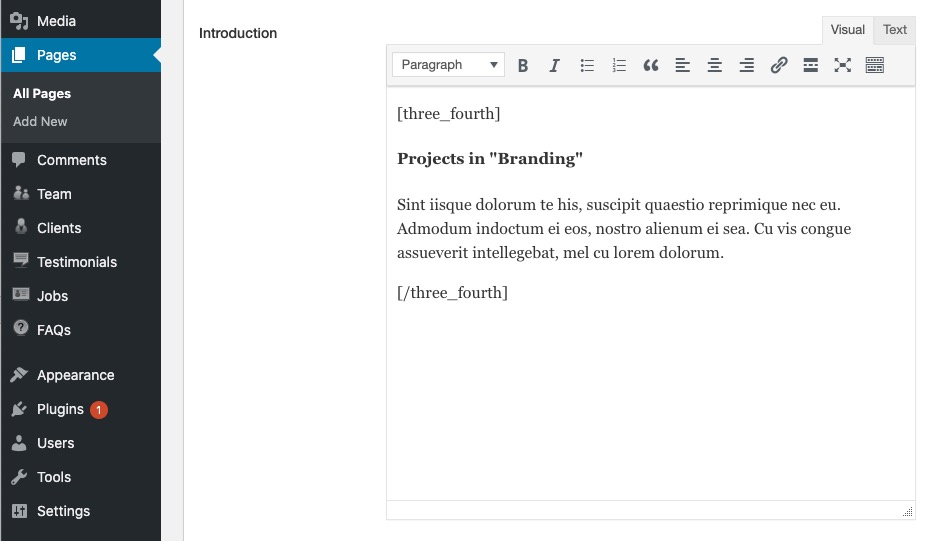 Media
Pages
All Pages
Add New
Comments
Team
Clients
Testimonials
Jobs
FAQs
Appearance
Plugins 1
Users
Tools
Settings
Introduction
Visual Text
Paragraph
[three_fourth]
Projects in "Branding"
Sint iisque dolorum te his, suscipit quaestio reprimique nec eu.
Admodum indoctum ei eos, nostro alienum ei sea. Cu vis congue
assueverit intellegebat, mel cu lorem dolorum.
[/three_fourth]